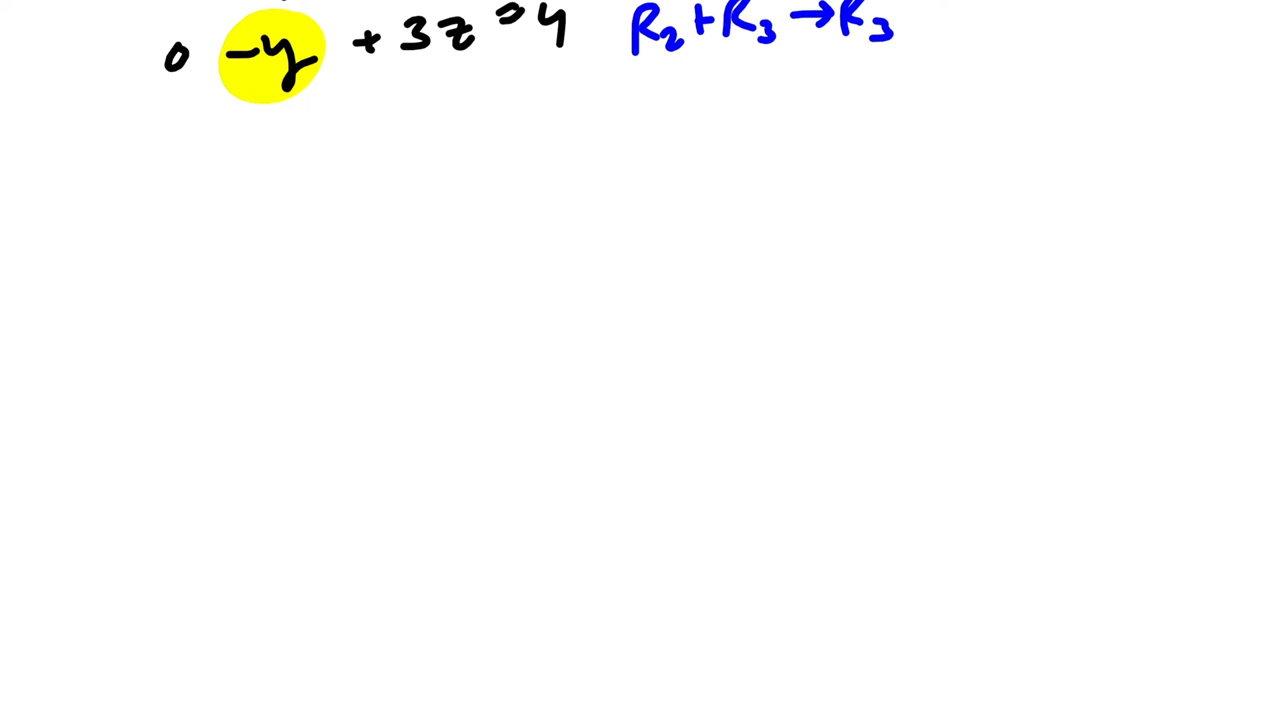 0 -y + 3z = 4 R₂+R₃ → R₃